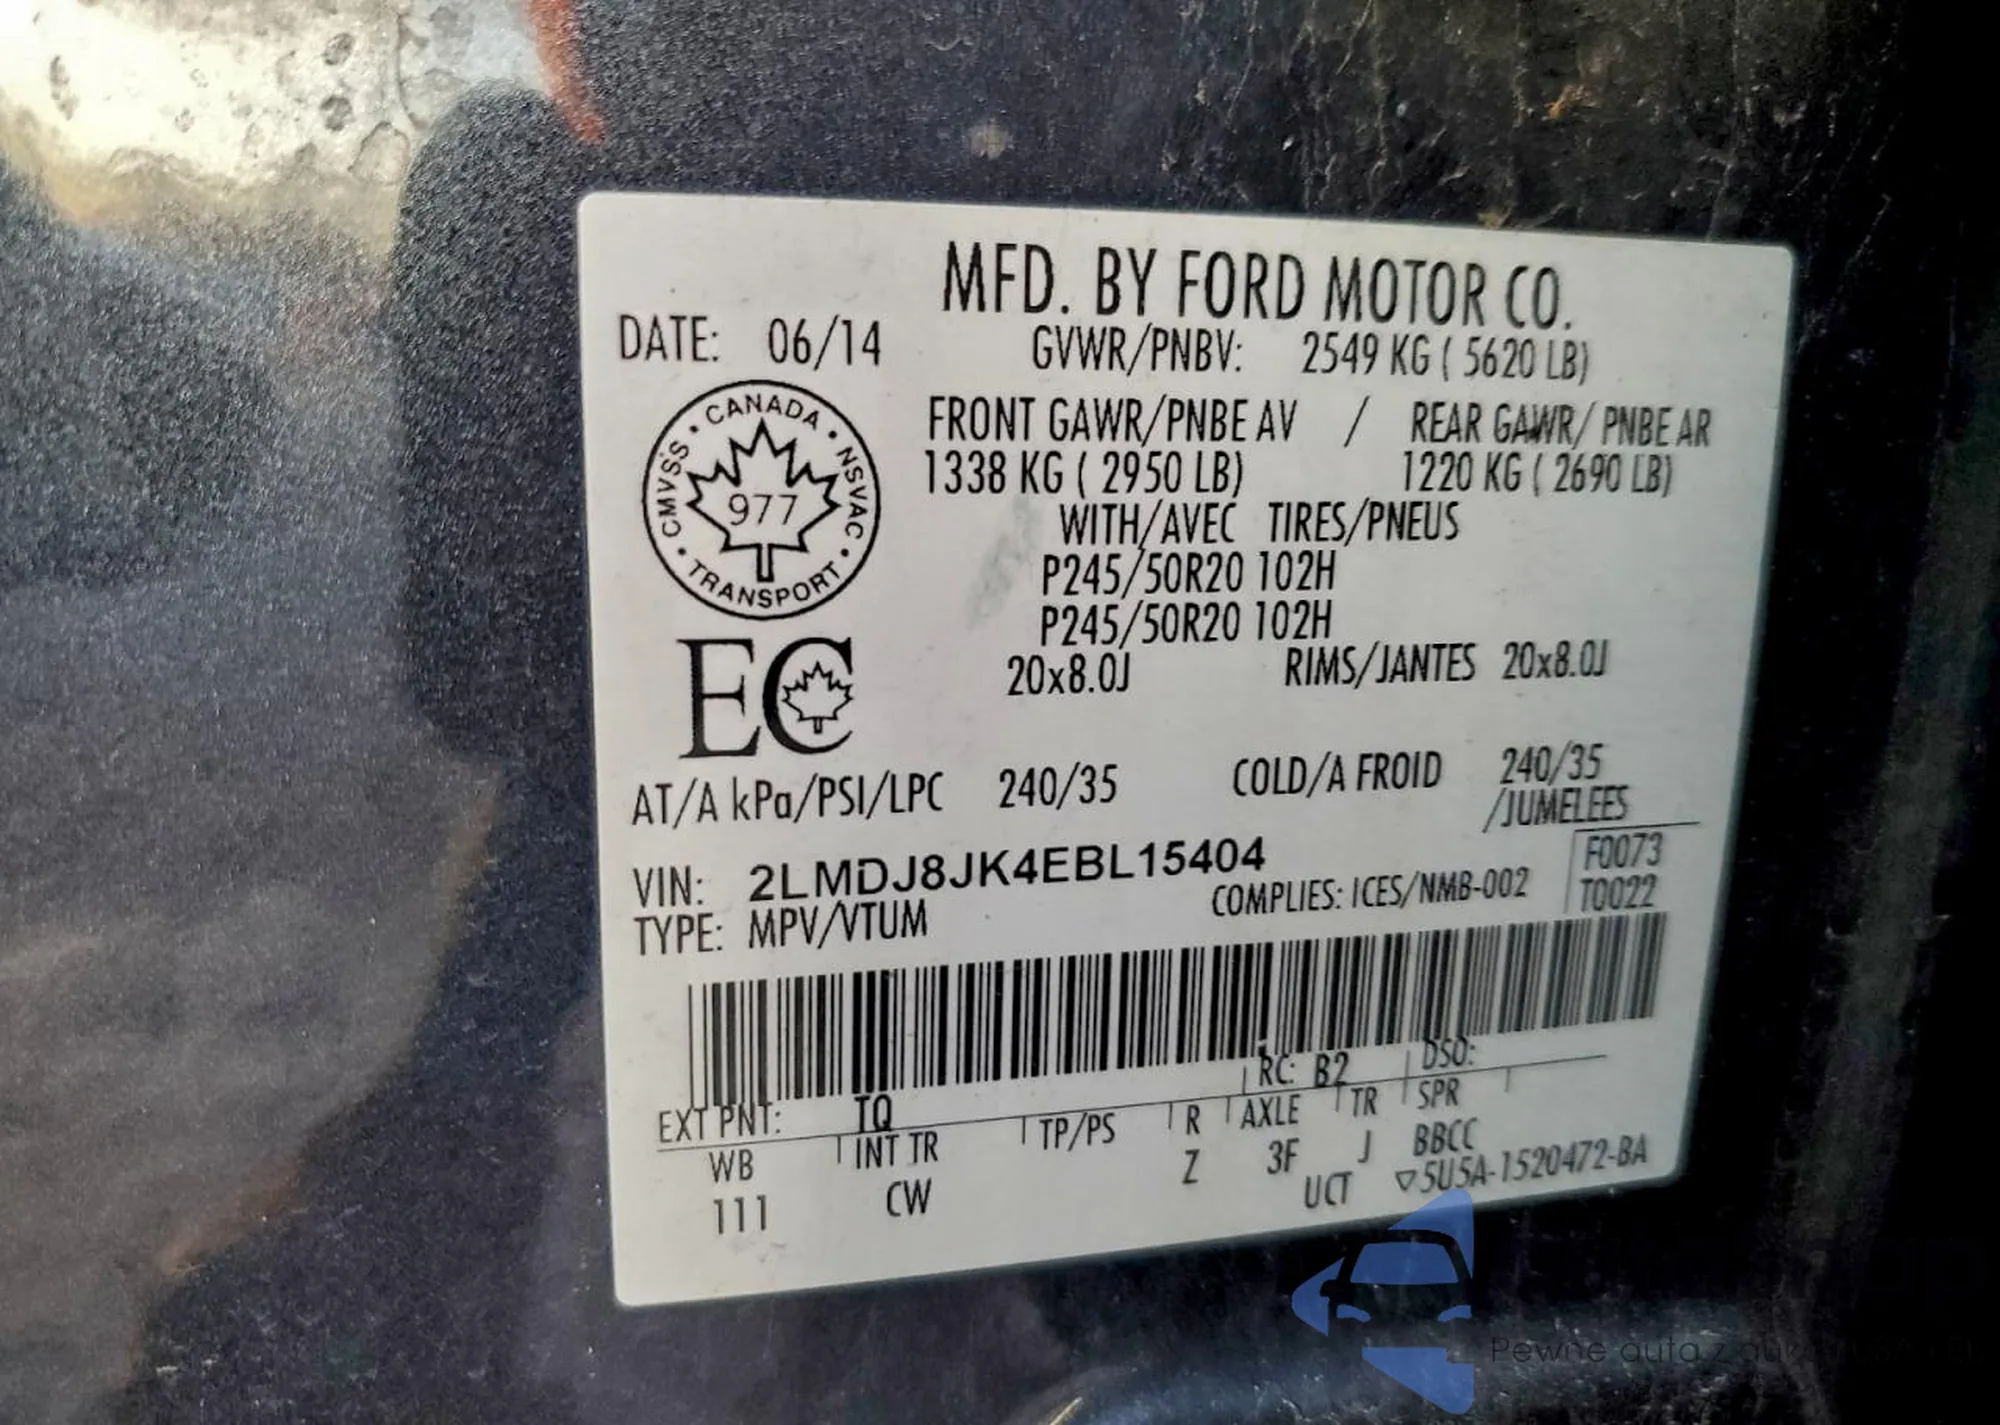 MFD. BY FORD MOTOR CO.
DATE: 06/14
GVWR/PNBV: 2549 KG ( 5620 LB)
FRONT GAWR/PNBE AV / REAR GAWR/ PNBE AR
1338 KG ( 2950 LB) 1220 KG ( 2690 LB)
WITH/AVEC TIRES/PNEUS
P245/50R20 102H
P245/50R20 102H
20x8.0J RIMS/JANTES 20x8.0J
CMVSS • CANADA • NSVAC • TRANSPORT •
977
EC
AT/A kPa/PSI/LPC 240/35 COLD/A FROID 240/35
/JUMELEES
VIN: 2LMDJ8JK4EBL15404
F0073
TYPE: MPV/VTUM COMPLIES: ICES/NMB-002
T0022
RC: B2 DSO:
EXT PNT: TQ
WB INT TR TP/PS R AXLE TR SPR
111 CW Z 3F J BBCC
UCT ▽5U5A-1520472-BA
Pewne auta z